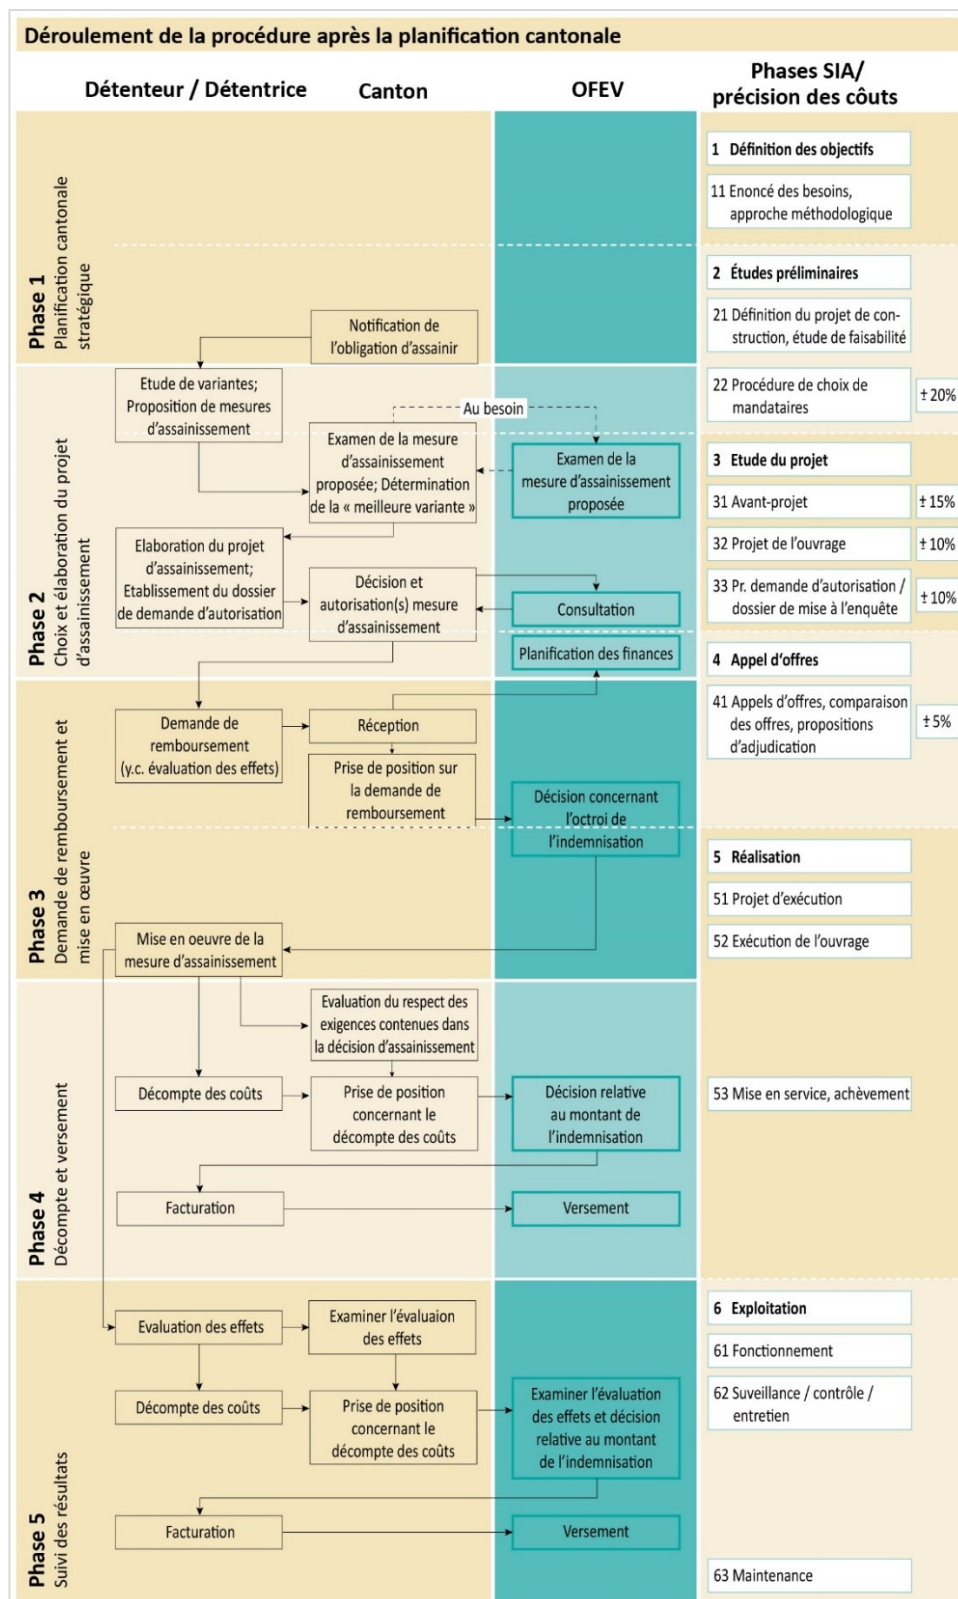 Déroulement de la procédure après la planification cantonale
Détenteur / Détentrice
Canton
OFEV
Phases SIA/
précision des côuts
Phase 1
Planification cantonale
stratégique
Notification de
l'obligation d'assainir
1 Définition des objectifs
11 Enoncé des besoins,
approche méthodologique
2 Études préliminaires
21 Définition du projet de con-
struction, étude de faisabilité
22 Procédure de choix de
mandataires
± 20%
Phase 2
Choix et élaboration du projet
d'assainissement
Etude de variantes;
Proposition de mesures
d'assainissement
Au besoin
Examen de la mesure
d'assainissement
proposée; Détermination
de la « meilleure variante »
Examen de la
mesure d'assainissement
proposée
Elaboration du projet
d'assainissement;
Etablissement du dossier
de demande d'autorisation
Décision et
autorisation(s) mesure
d'assainissement
Consultation
Planification des finances
3 Etude du projet
31 Avant-projet
± 15%
32 Projet de l'ouvrage
± 10%
33 Pr. demande d'autorisation /
dossier de mise à l'enquête
± 10%
4 Appel d'offres
41 Appels d'offres, comparaison
des offres, propositions
d'adjudication
± 5%
Phase 3
Demande de remboursement et
mise en œuvre
Demande de
remboursement
(y.c. évaluation des effets)
Réception
Prise de position sur
la demande de
remboursement
Décision concernant
l'octroi de
l'indemnisation
Mise en oeuvre de la
mesure d'assainissement
5 Réalisation
51 Projet d'exécution
52 Exécution de l'ouvrage
Phase 4
Décompte et versement
Evaluation du respect des
exigences contenues dans
la décision d'assainissement
Décompte des coûts
Prise de position
concernant le
décompte des coûts
Décision relative
au montant de
l'indemnisation
Facturation
Versement
53 Mise en service, achèvement
Phase 5
Suivi des résultats
Evaluation des effets
Examiner l'évaluaion
des effets
Décompte des coûts
Prise de position
concernant le
décompte des coûts
Examiner l'évaluation
des effets et décision
relative au montant
de l'indemnisation
Facturation
Versement
6 Exploitation
61 Fonctionnement
62 Suveillance / contrôle /
entretien
63 Maintenance